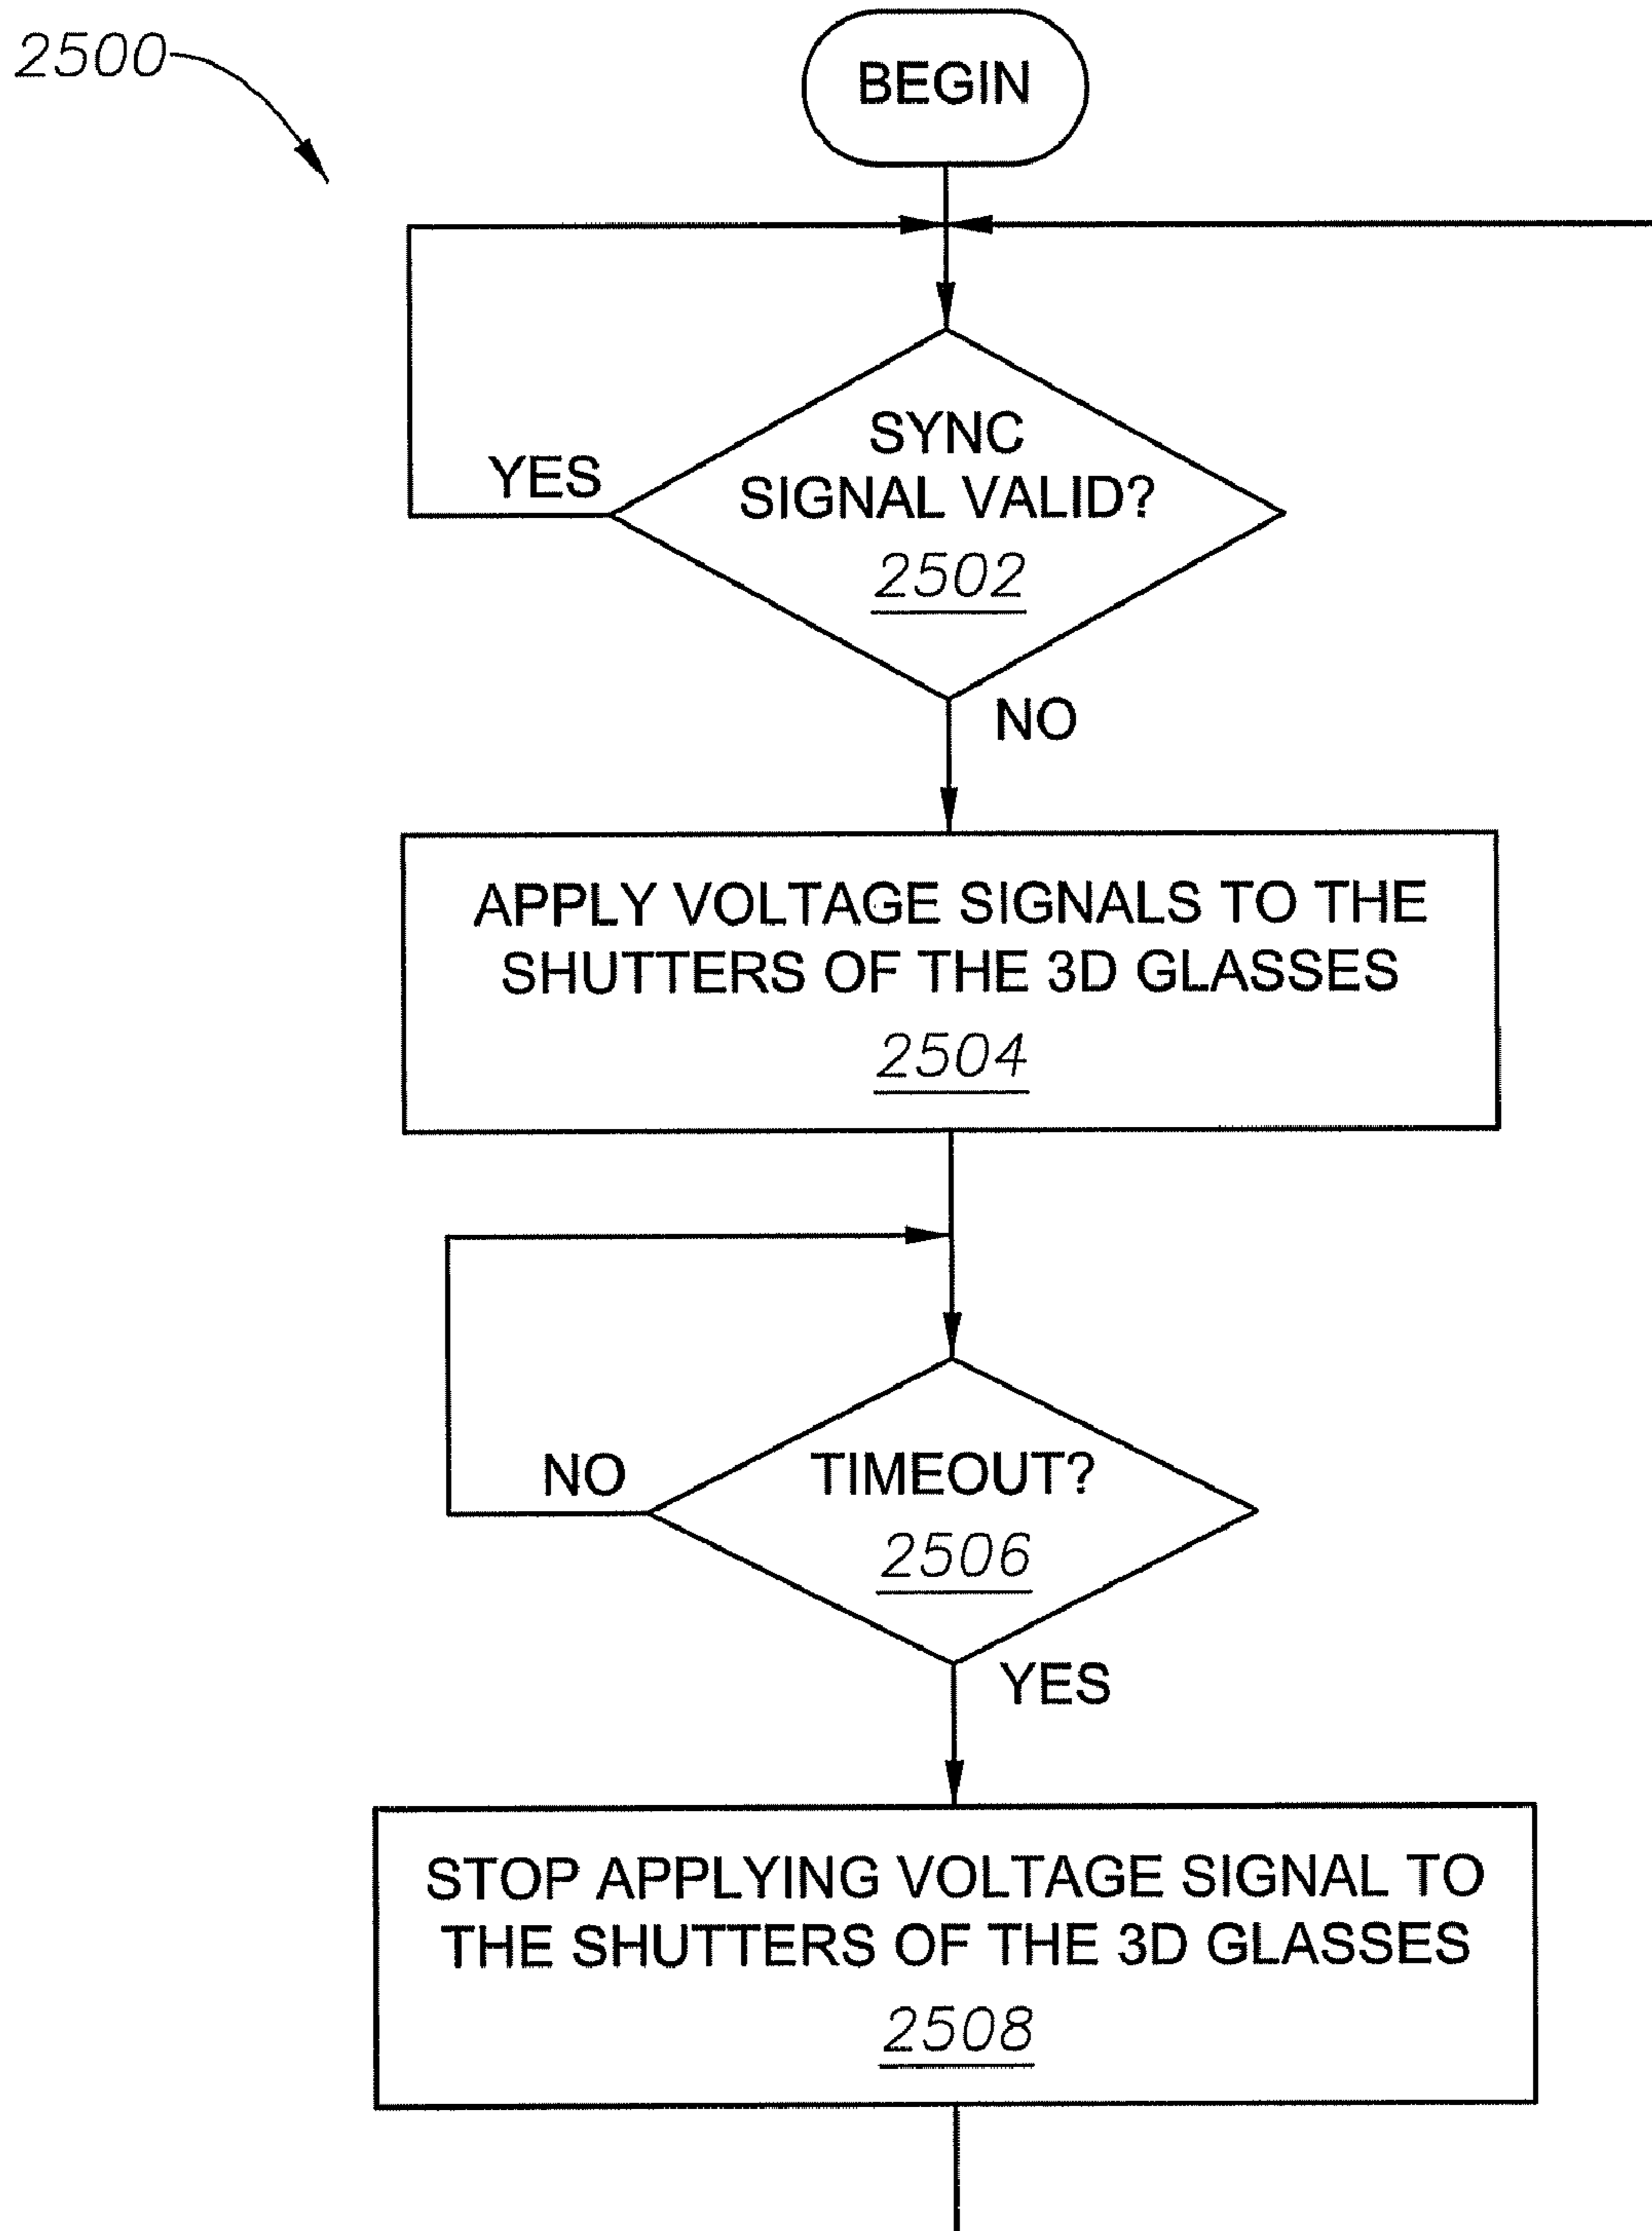 2500
BEGIN
SYNC
SIGNAL VALID?
2502
YES
NO
APPLY VOLTAGE SIGNALS TO THE
SHUTTERS OF THE 3D GLASSES
2504
TIMEOUT?
2506
NO
YES
STOP APPLYING VOLTAGE SIGNAL TO
THE SHUTTERS OF THE 3D GLASSES
2508